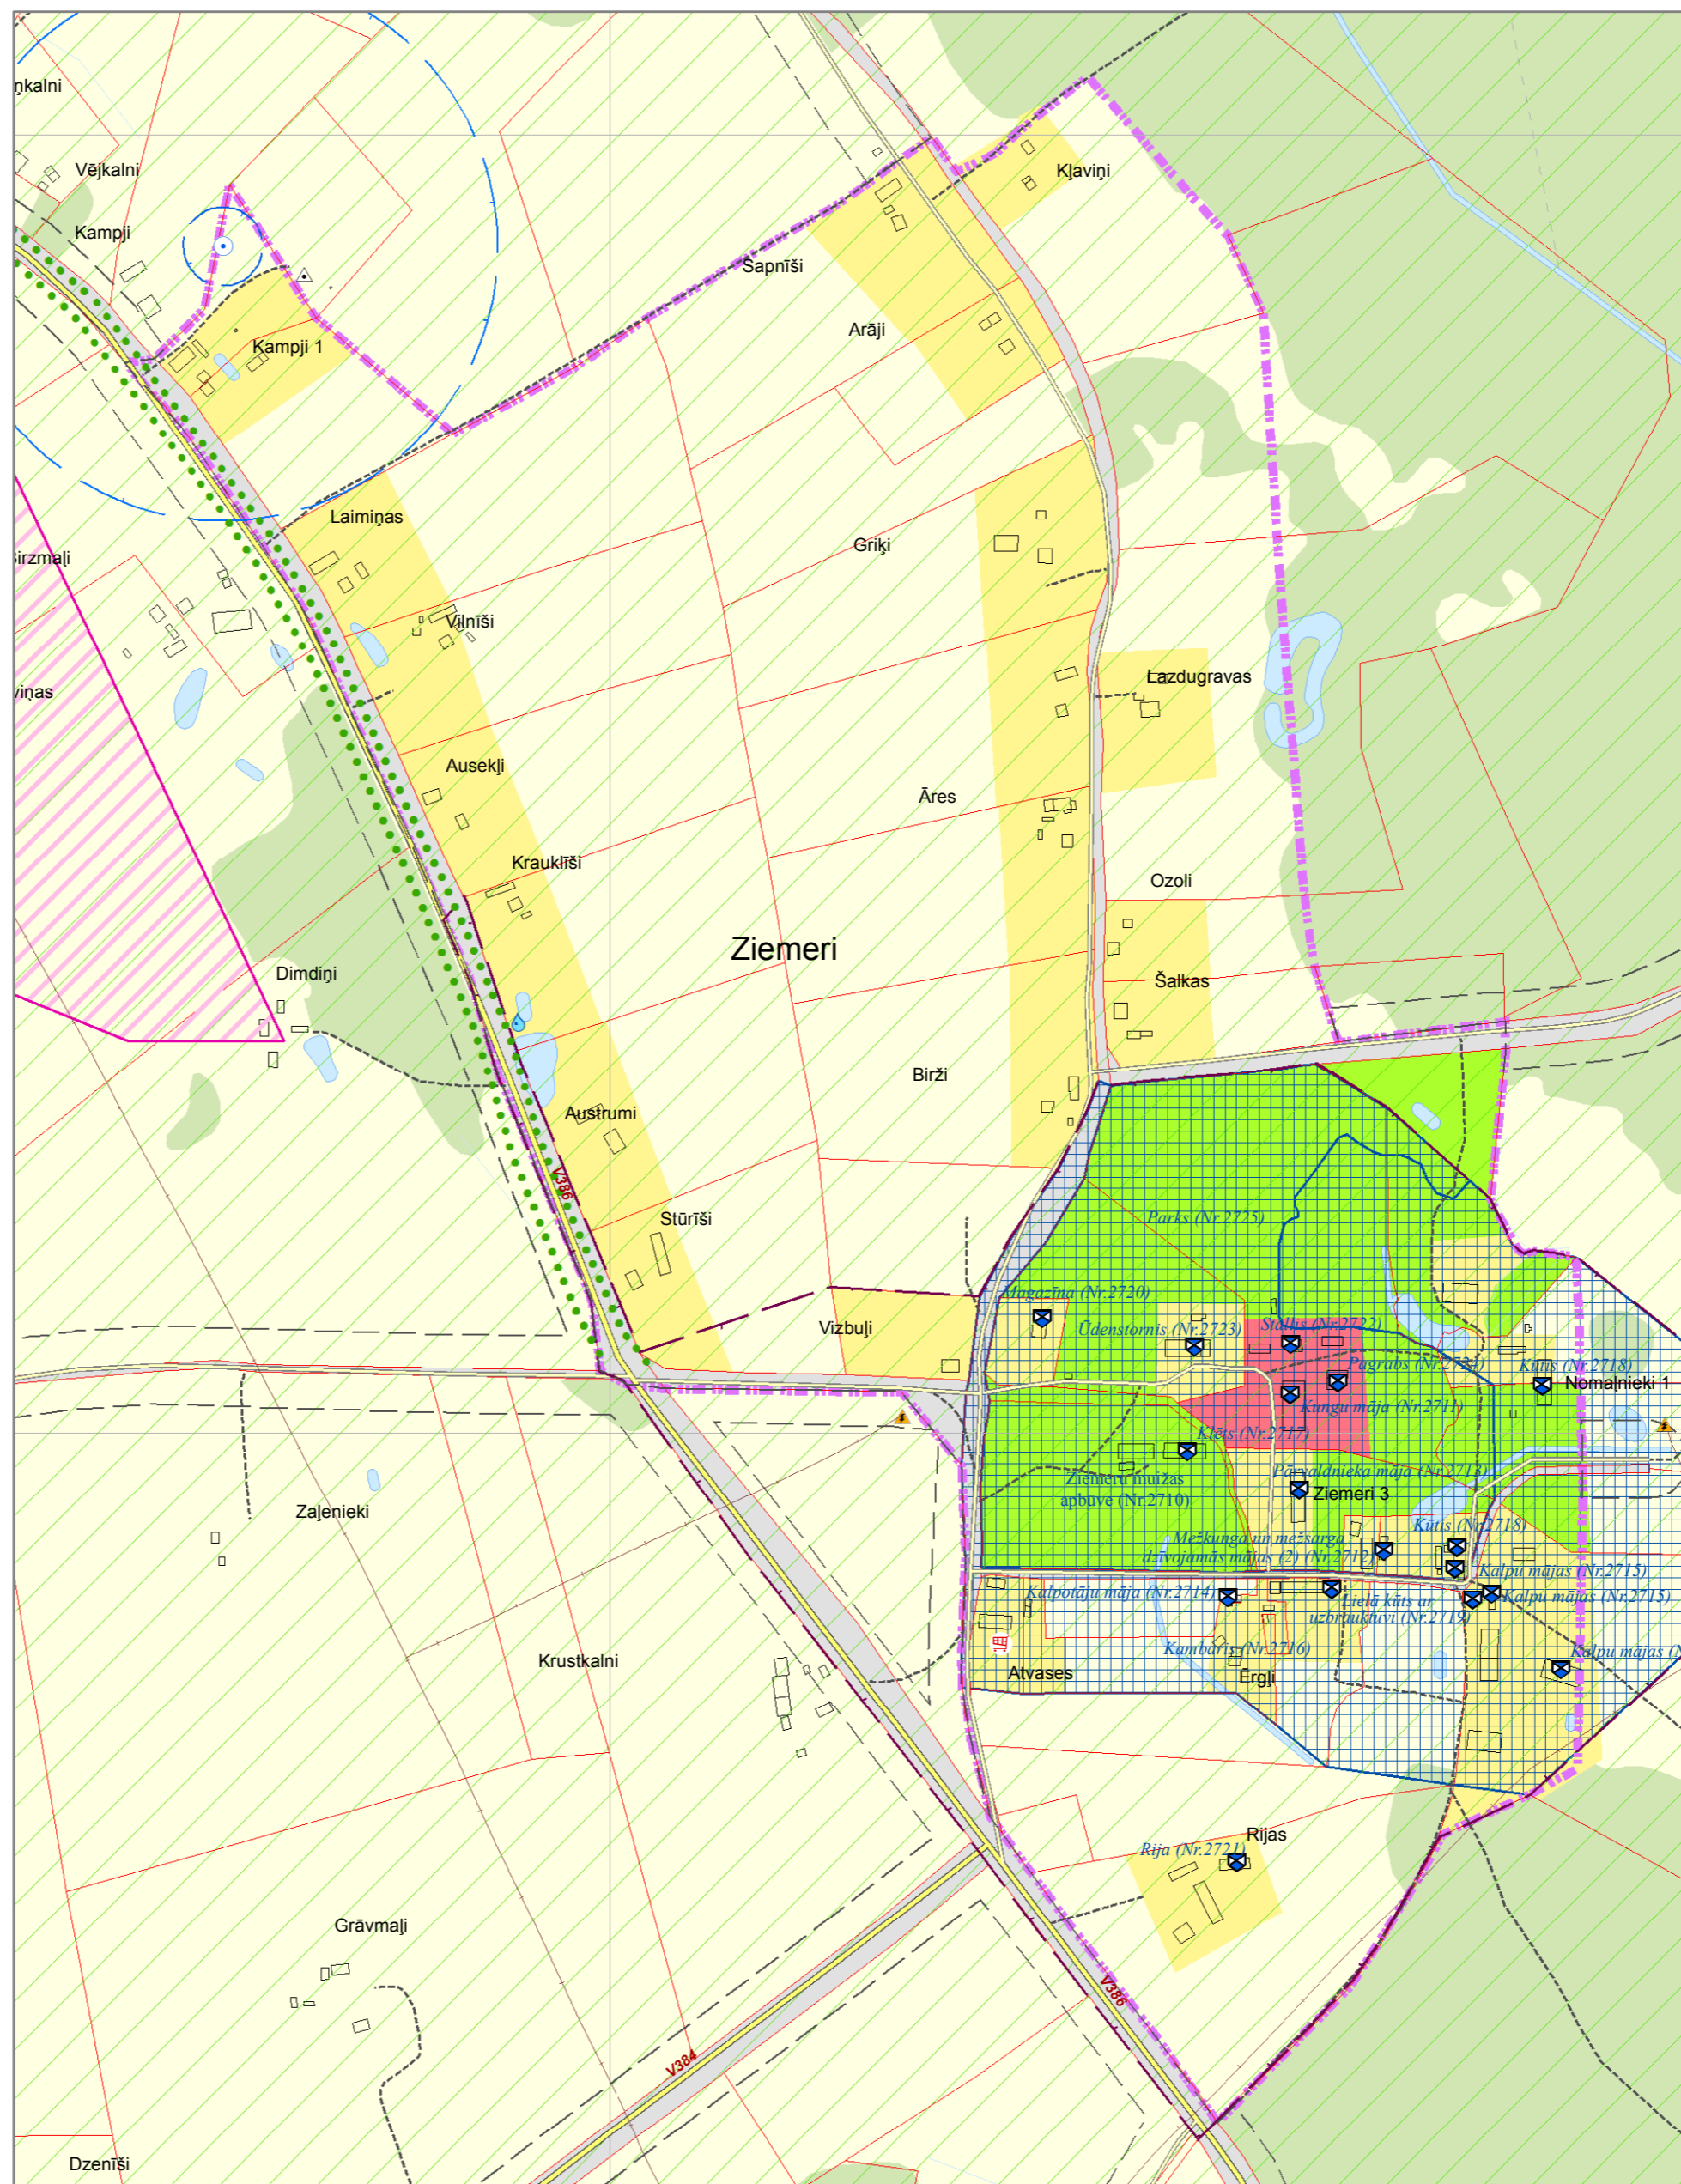 Vējkalni
Kļaviņi
Kampji
Sapnīši
Arāji
Kampji 1
Laimiņas
Griķi
Viļnīši
Lazdugravas
Ausekļi
Āres
Krauklīši
Ozoli
Ziemeri
Dimdiņi
Šalkas
Birži
Austrumi
V386
Stūrīši
Parks (Nr.2725)
Magazīna (Nr.2720)
Vizbuļi
Ūdenstornis (Nr.2723)
Stallis (Nr.2722)
Pagrabs (Nr.2724)
Kūtis (Nr.2718)
Nomaļnieki 1
Kungu māja (Nr.2711)
Klēts (Nr.2717)
Pārvaldnieka māja (Nr.2713)
Ziemeru muižas
apbūve (Nr.2710)
Ziemeri 3
Zaļenieki
Kūtis (Nr.2718)
Mežkunga un mežsarga
dzīvojamās mājas (2) (Nr.2712)
Kalpu mājas (Nr.2715)
Kalpotāju māja (Nr.2714)
Lielā kūts ar
uzbrauktuvi (Nr.2719)
Kalpu mājas (Nr.2715)
Kambaris (Nr.2716)
Kalpu mājas (N
Krustkalni
Atvases
Ērgļi
Rijas
Rija (Nr.2721)
Grāvmaļi
V386
V384
Dzenīši